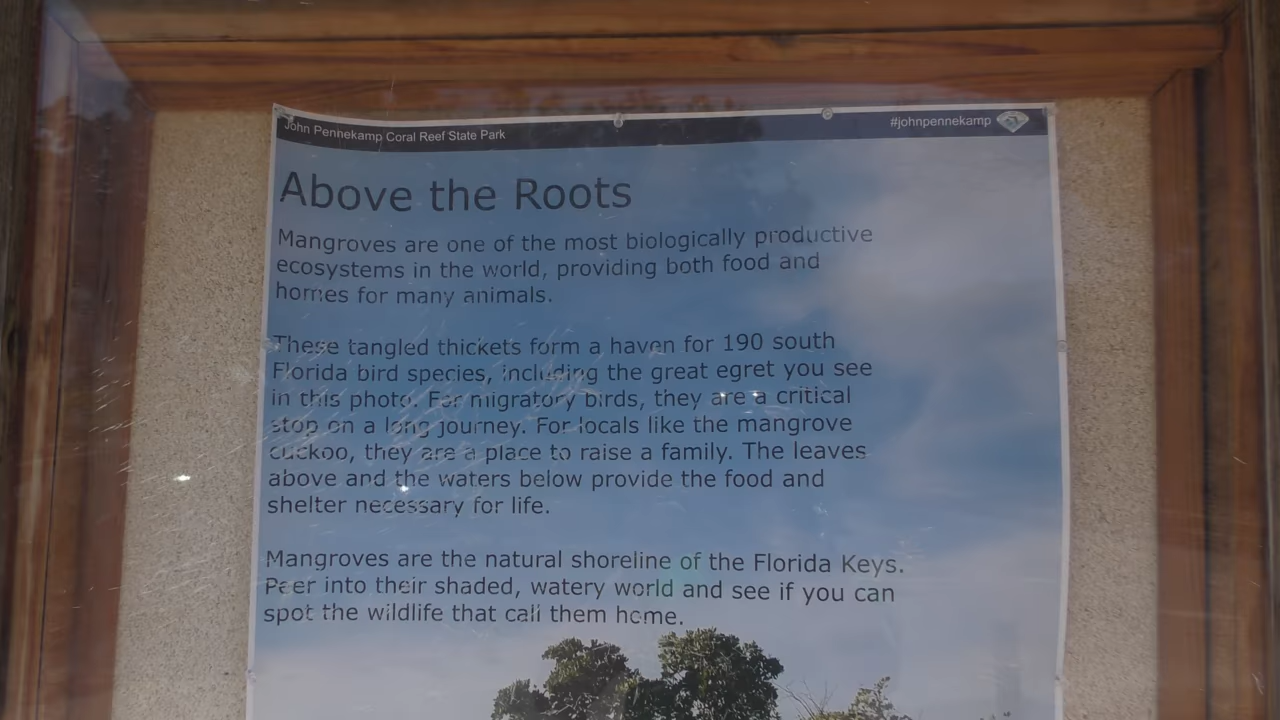 John Pennekamp Coral Reef State Park
#johnpennekamp
Above the Roots
Mangroves are one of the most biologically productive
ecosystems in the world, providing both food and
homes for many animals.
These tangled thickets form a haven for 190 south
Florida bird species, including the great egret you see
in this photo. For migratory birds, they are a critical
stop on a long journey. For locals like the mangrove
cuckoo, they are a place to raise a family. The leaves
above and the waters below provide the food and
shelter necessary for life.
Mangroves are the natural shoreline of the Florida Keys.
Peer into their shaded, watery world and see if you can
spot the wildlife that call them home.